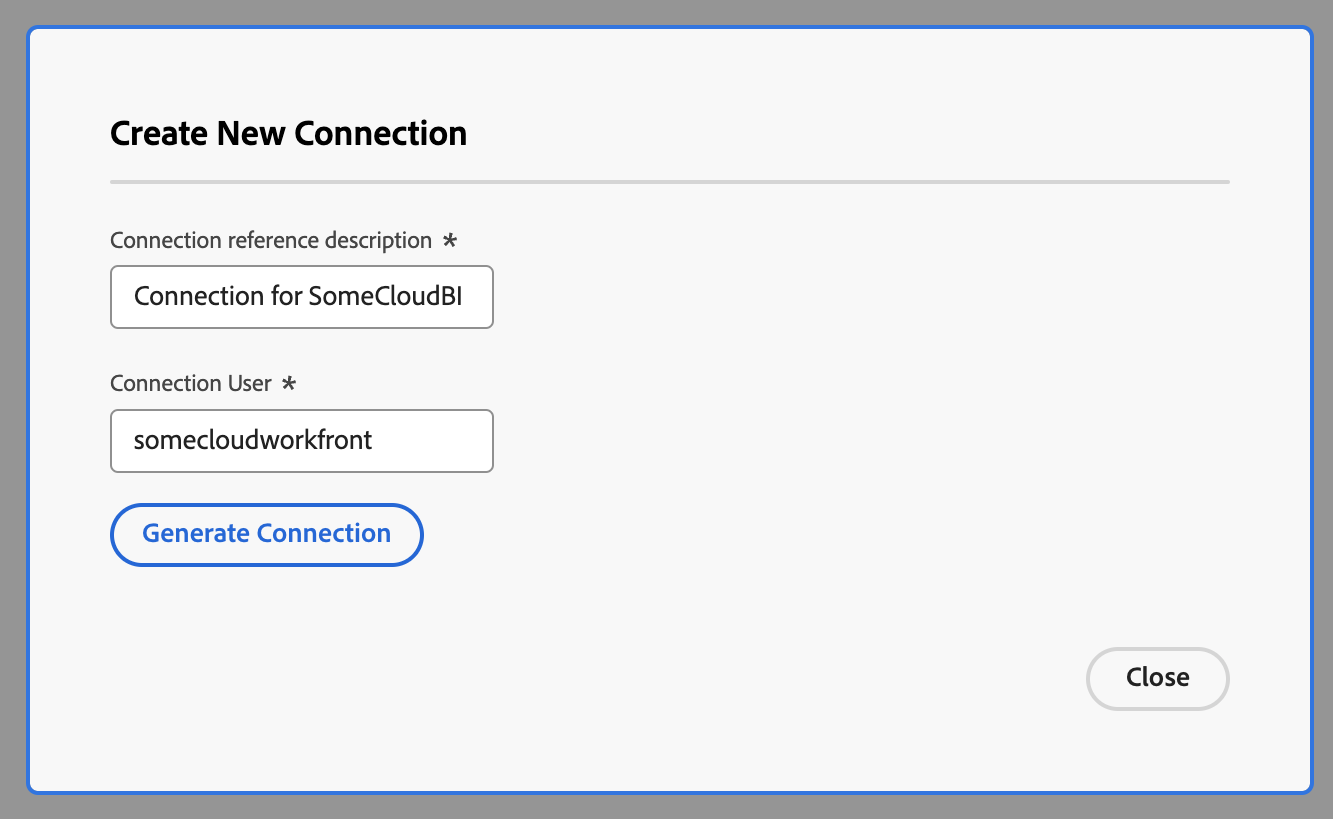 Create New Connection
Connection reference description *
Connection for SomeCloudBI
Connection User *
somecloudworkfront
Generate Connection
Close